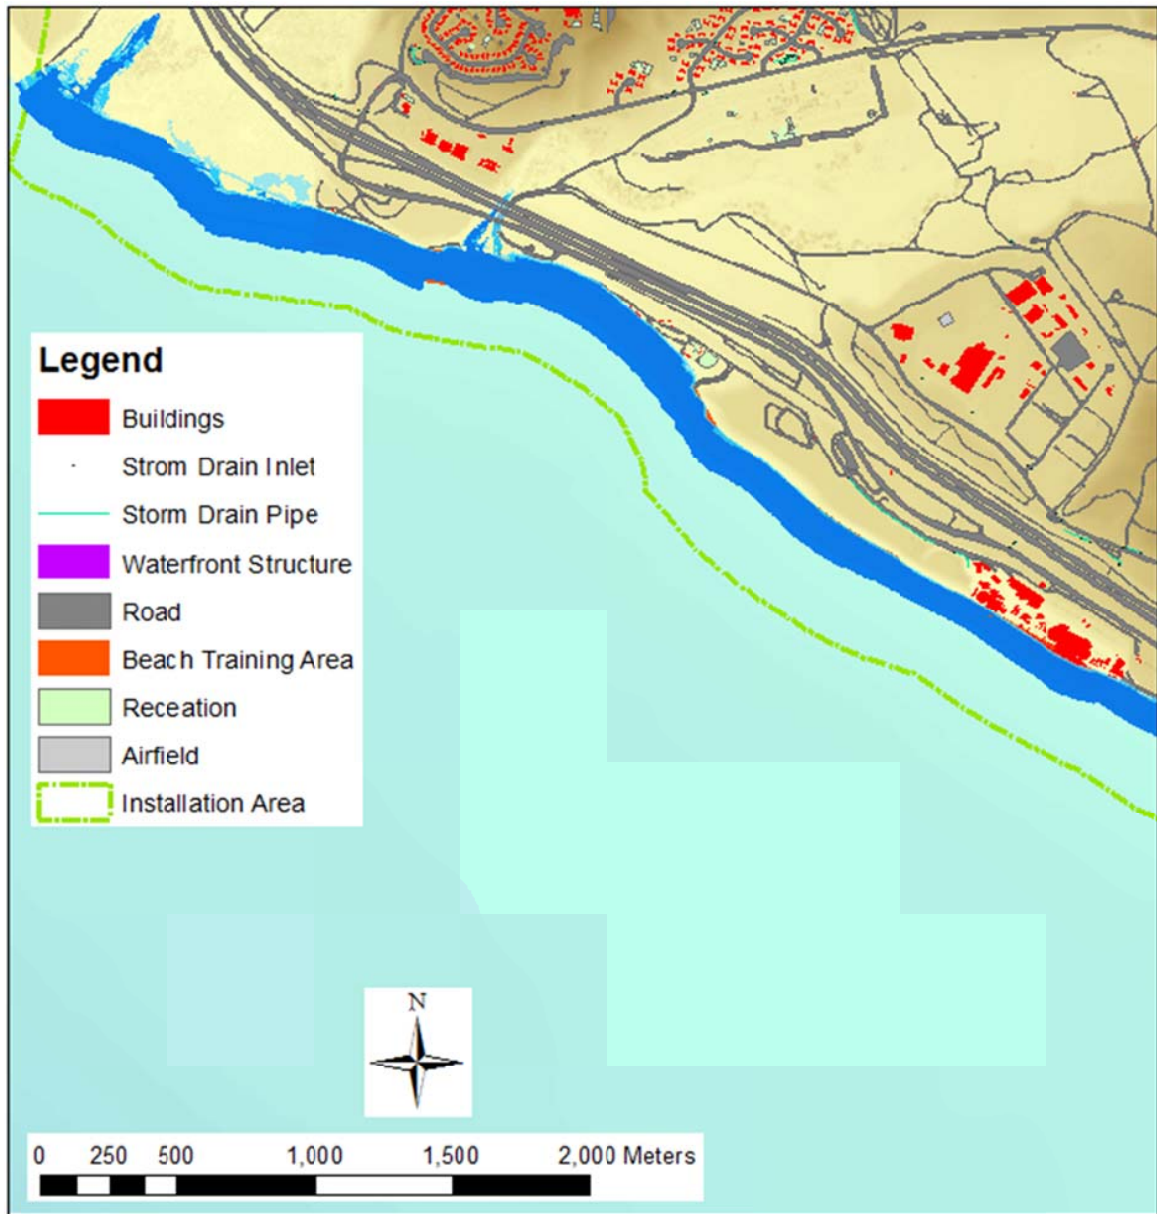 Legend
Buildings
Strom Drain Inlet
Storm Drain Pipe
Waterfront Structure
Road
Beach Training Area
Receation
Airfield
Installation Area
N
0 250 500 1,000 1,500 2,000 Meters